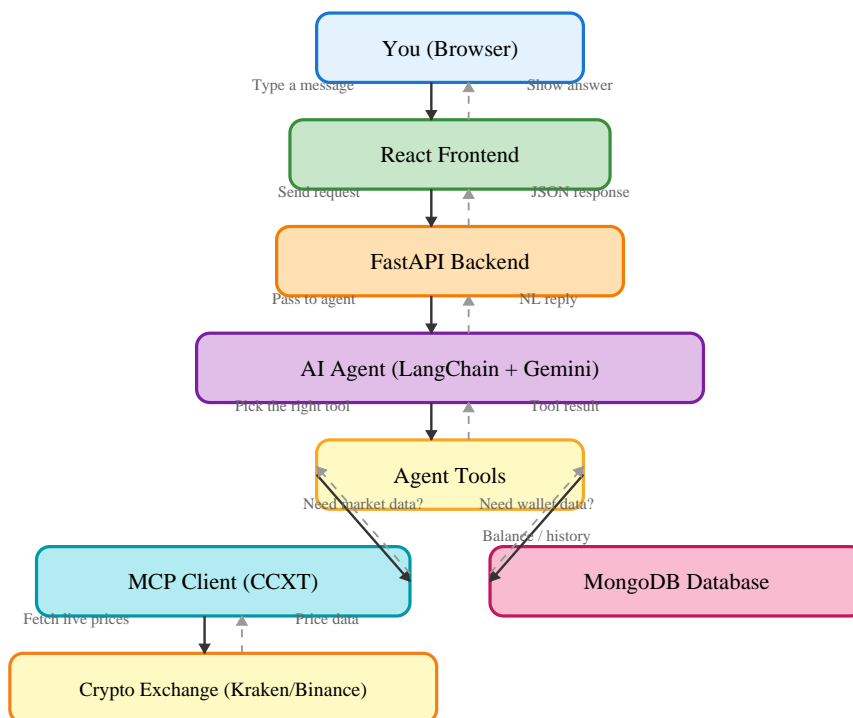 You (Browser)
Type a message
Show answer
React Frontend
Send request
JSON response
FastAPI Backend
Pass to agent
NL reply
AI Agent (LangChain + Gemini)
Pick the right tool
Tool result
Agent Tools
Need market data?
Need wallet data?
Balance / history
MCP Client (CCXT)
MongoDB Database
Fetch live prices
Price data
Crypto Exchange (Kraken/Binance)